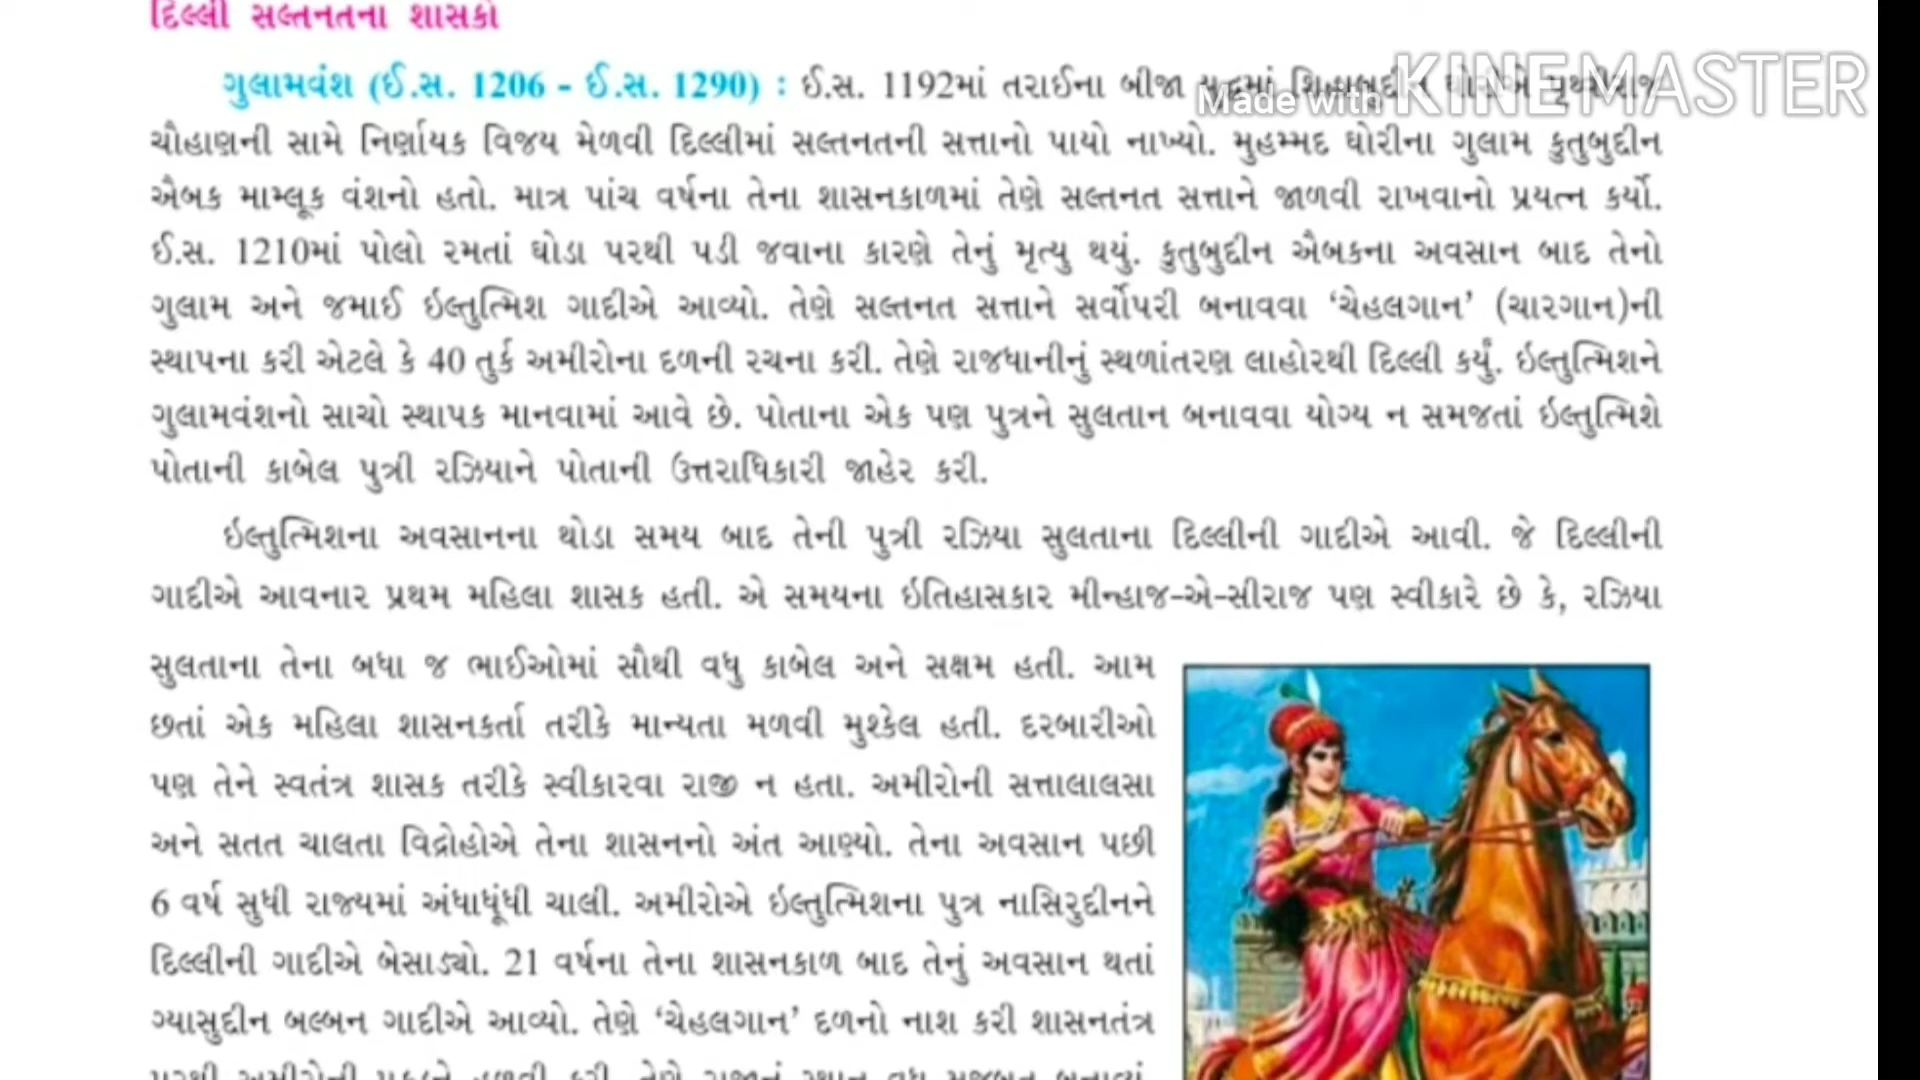 દિલ્લી સલ્તનતના શાસકો
ગુલામવંશ (ઈ.સ. 1206 - ઈ.સ. 1290) : ઈ.સ. 1192માં તરાઈના બીજા યુદ્ધમાં
Made with KINEMASTER
ચૌહાણની સામે નિર્ણાયક વિજય મેળવી દિલ્લીમાં સલ્તનતની સત્તાનો પાયો નાખ્યો. મુહમ્મદ ઘોરીના ગુલામ કુતુબુદ્દીન
ઐબક મામ્લૂક વંશનો હતો. માત્ર પાંચ વર્ષના તેના શાસનકાળમાં તેણે સલ્તનત સત્તાને જાળવી રાખવાનો પ્રયત્ન કર્યો.
ઈ.સ. 1210માં પોલો રમતાં ઘોડા પરથી પડી જવાના કારણે તેનું મૃત્યુ થયું. કુતુબુદ્દીન ઐબકના અવસાન બાદ તેનો
ગુલામ અને જમાઈ ઇલ્તુત્મિશ ગાદીએ આવ્યો. તેણે સલ્તનત સત્તાને સર્વોપરી બનાવવા ‘ચેહલગાન’ (ચારગાન)ની
સ્થાપના કરી એટલે કે 40 તુર્ક અમીરોના દળની રચના કરી. તેણે રાજધાનીનું સ્થળાંતરણ લાહોરથી દિલ્લી કર્યું. ઇલ્તુત્મિશને
ગુલામવંશનો સાચો સ્થાપક માનવામાં આવે છે. પોતાના એક પણ પુત્રને સુલતાન બનાવવા યોગ્ય ન સમજતાં ઇલ્તુત્મિશે
પોતાની કાબેલ પુત્રી રઝિયાને પોતાની ઉત્તરાધિકારી જાહેર કરી.
ઇલ્તુત્મિશના અવસાનના થોડા સમય બાદ તેની પુત્રી રઝિયા સુલતાના દિલ્લીની ગાદીએ આવી. જે દિલ્લીની
ગાદીએ આવનાર પ્રથમ મહિલા શાસક હતી. એ સમયના ઇતિહાસકાર મીન્હાજ-એ-સીરાજ પણ સ્વીકારે છે કે, રઝિયા
સુલતાના તેના બધા જ ભાઈઓમાં સૌથી વધુ કાબેલ અને સક્ષમ હતી. આમ
છતાં એક મહિલા શાસનકર્તા તરીકે માન્યતા મળવી મુશ્કેલ હતી. દરબારીઓ
પણ તેને સ્વતંત્ર શાસક તરીકે સ્વીકારવા રાજી ન હતા. અમીરોની સત્તાલાલસા
અને સતત ચાલતા વિદ્રોહોએ તેના શાસનનો અંત આણ્યો. તેના અવસાન પછી
6 વર્ષ સુધી રાજ્યમાં અંધાધૂંધી ચાલી. અમીરોએ ઇલ્તુત્મિશના પુત્ર નાસિરુદ્દીનને
દિલ્લીની ગાદીએ બેસાડ્યો. 21 વર્ષના તેના શાસનકાળ બાદ તેનું અવસાન થતાં
ગ્યાસુદ્દીન બલ્બન ગાદીએ આવ્યો. તેણે ‘ચેહલગાન’ દળનો નાશ કરી શાસનતંત્ર